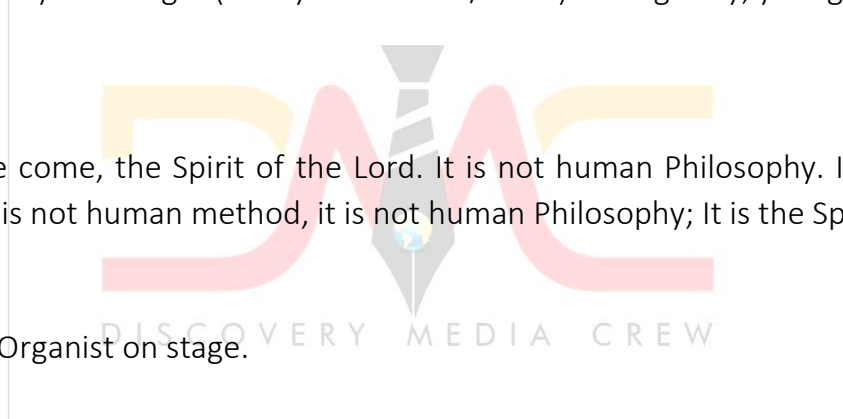 e come, the Spirit of the Lord. It is not human Philosophy. I
is not human method, it is not human Philosophy; It is the Sp
DISCOVERY MEDIA CREW
Organist on stage.